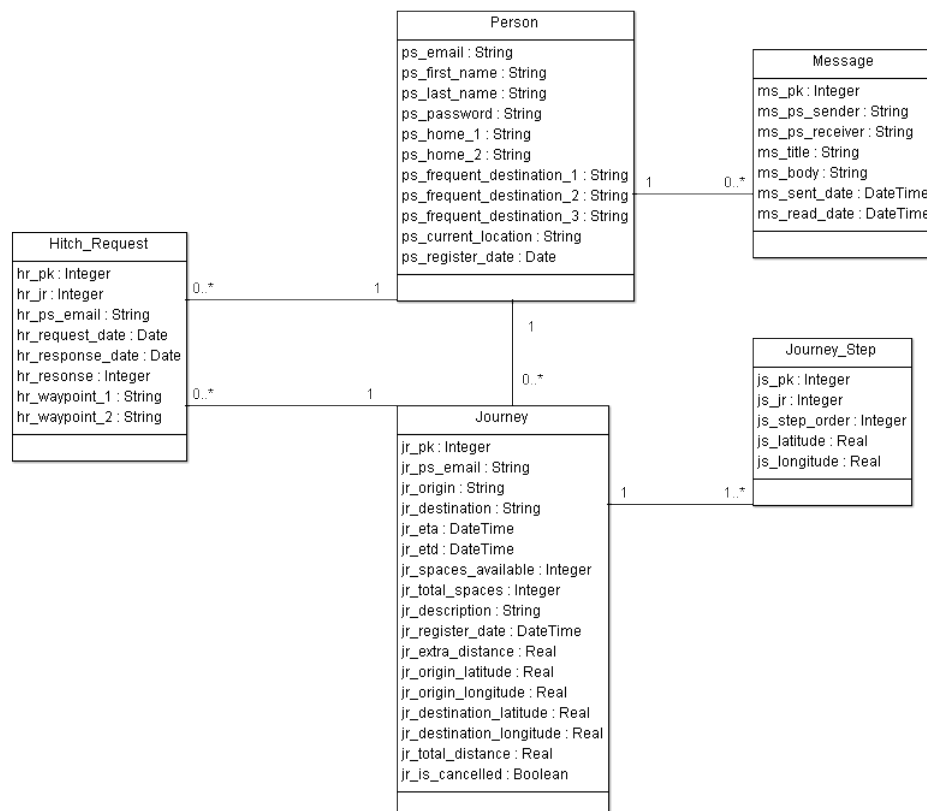 Person
ps_email : String
ps_first_name : String
ps_last_name : String
ps_password : String
ps_home_1 : String
ps_home_2 : String
ps_frequent_destination_1 : String
ps_frequent_destination_2 : String
ps_frequent_destination_3 : String
ps_current_location : String
ps_register_date : Date
Message
ms_pk : Integer
ms_ps_sender : String
ms_ps_receiver : String
ms_title : String
ms_body : String
ms_sent_date : DateTime
ms_read_date : DateTime
1
0..*
Hitch_Request
hr_pk : Integer
hr_jr : Integer
hr_ps_email : String
hr_request_date : Date
hr_response_date : Date
hr_resonse : Integer
hr_waypoint_1 : String
hr_waypoint_2 : String
0..*
1
1
0..*
0..*
1
Journey_Step
js_pk : Integer
js_jr : Integer
js_step_order : Integer
js_latitude : Real
js_longitude : Real
Journey
jr_pk : Integer
jr_ps_email : String
jr_origin : String
jr_destination : String
jr_eta : DateTime
jr_etd : DateTime
jr_spaces_available : Integer
jr_total_spaces : Integer
jr_description : String
jr_register_date : DateTime
jr_extra_distance : Real
jr_origin_latitude : Real
jr_origin_longitude : Real
jr_destination_latitude : Real
jr_destination_longitude : Real
jr_total_distance : Real
jr_is_cancelled : Boolean
1
1..*